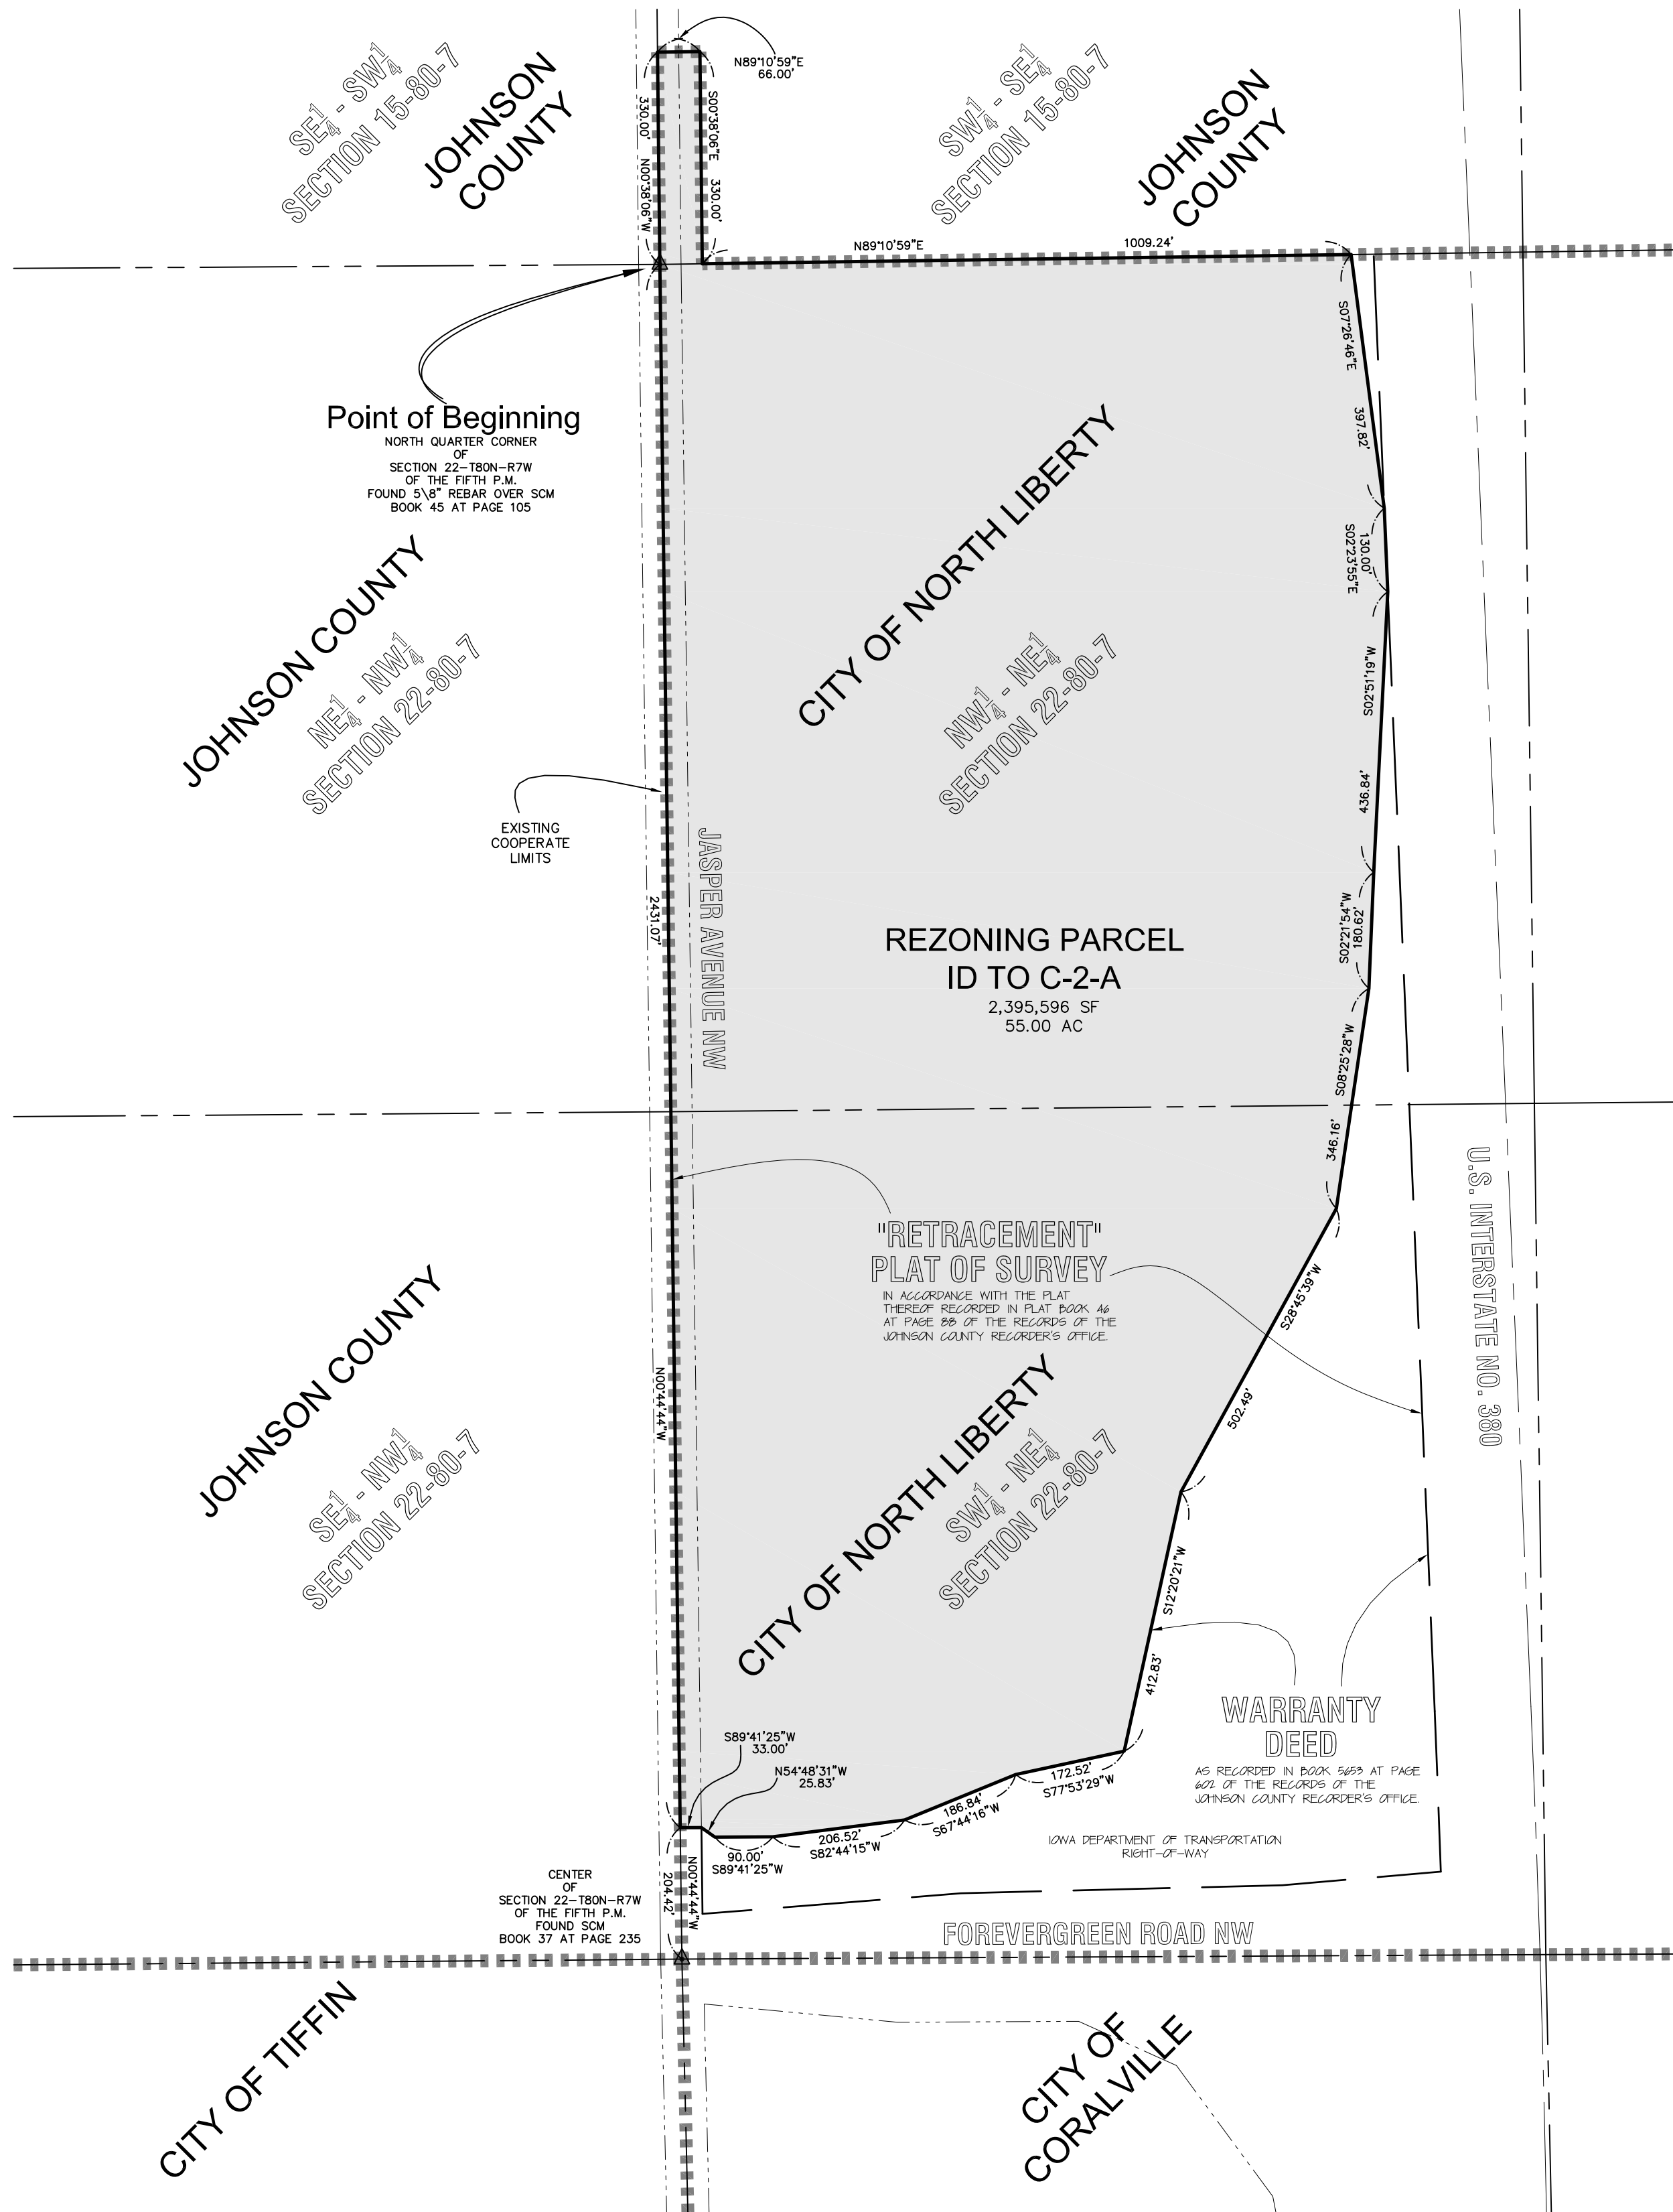 N89°10'59"E
66.00'
SE1/4 - SW1/4
SECTION 15-80-7
JOHNSON
COUNTY
330.00' N00°38'06"W
S00°38'06"E 330.00'
SW1/4 - SE1/4
SECTION 15-80-7
JOHNSON
COUNTY
N89°10'59"E 1009.24'
S07°26'46"E 397.82'
Point of Beginning
NORTH QUARTER CORNER
OF
SECTION 22-T80N-R7W
OF THE FIFTH P.M.
FOUND 5\8" REBAR OVER SCM
BOOK 45 AT PAGE 105
CITY OF NORTH LIBERTY
130.00'
S02°23'55"E
JOHNSON COUNTY
NE1/4 - NW1/4
SECTION 22-80-7
NW1/4 - NE1/4
SECTION 22-80-7
S02°51'19"W 436.84'
EXISTING
COOPERATE
LIMITS
JASPER AVENUE NW
2431.07' N00°44'44"W
REZONING PARCEL
ID TO C-2-A
2,395,596 SF
55.00 AC
S02°21'54"W
180.62'
S08°25'28"W 346.16'
U.S. INTERSTATE NO. 380
"RETRACEMENT"
PLAT OF SURVEY
IN ACCORDANCE WITH THE PLAT
THEREOF RECORDED IN PLAT BOOK 46
AT PAGE 88 OF THE RECORDS OF THE
JOHNSON COUNTY RECORDER'S OFFICE.
S28°45'39"W 502.49'
JOHNSON COUNTY
SE1/4 - NW1/4
SECTION 22-80-7
CITY OF NORTH LIBERTY
SW1/4 - NE1/4
SECTION 22-80-7
S12°20'21"W 412.83'
WARRANTY
DEED
AS RECORDED IN BOOK 5653 AT PAGE
602 OF THE RECORDS OF THE
JOHNSON COUNTY RECORDER'S OFFICE.
S89°41'25"W
33.00'
N54°48'31"W
25.83'
172.52'
S77°53'29"W
186.84'
S67°44'16"W
206.52'
S82°44'15"W
90.00'
S89°41'25"W
IOWA DEPARTMENT OF TRANSPORTATION
RIGHT-OF-WAY
N00°44'44"W
204.42'
CENTER
OF
SECTION 22-T80N-R7W
OF THE FIFTH P.M.
FOUND SCM
BOOK 37 AT PAGE 235
FOREVERGREEN ROAD NW
CITY OF TIFFIN
CITY OF
CORALVILLE